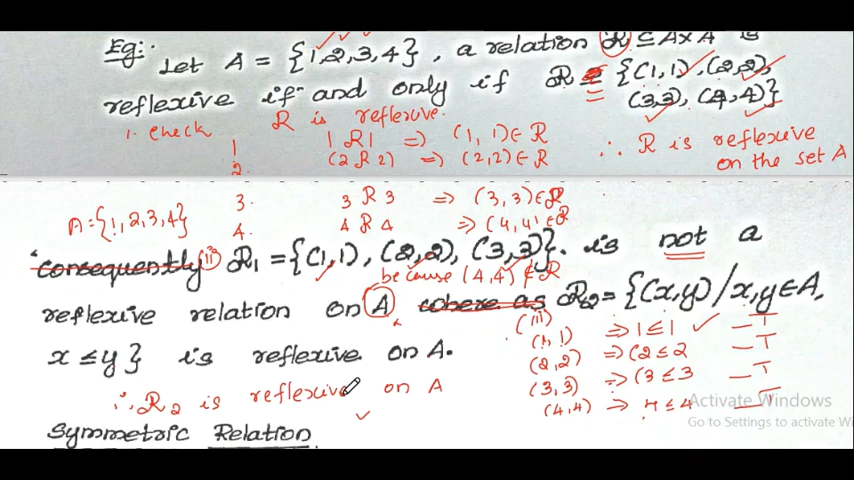 Eg:- Let A = {1,2,3,4}, a relation R ⊆ A×A is
reflexive if and only if R = {(1,1), (2,2),
(3,3), (4,4)}
1. check R is reflexive.
1 1 R 1 => (1,1) ∈ R
2. (2 R 2) => (2,2) ∈ R
∴ R is reflexive
on the set A
3. 3 R 3 => (3,3) ∈ R
4. 4 R 4 => (4,4) ∈ R
A = {1,2,3,4}
consequently (ii) R₁ = {(1,1), (2,2), (3,3)}. is not a
because (4,4) ∉ R
reflexive relation on A where as R₂ = {(x,y) / x,y ∈ A,
x ≤ y} is reflexive on A.
(iii)
(1,1) => 1 ≤ 1 ✓ — T
(2,2) => (2 ≤ 2 — T
(3,3) => (3 ≤ 3 — T
(4,4) => 4 ≤ 4 — T
∴ R₂ is reflexive on A
✓
Symmetric Relation
Activate Windows
Go to Settings to activate Wi